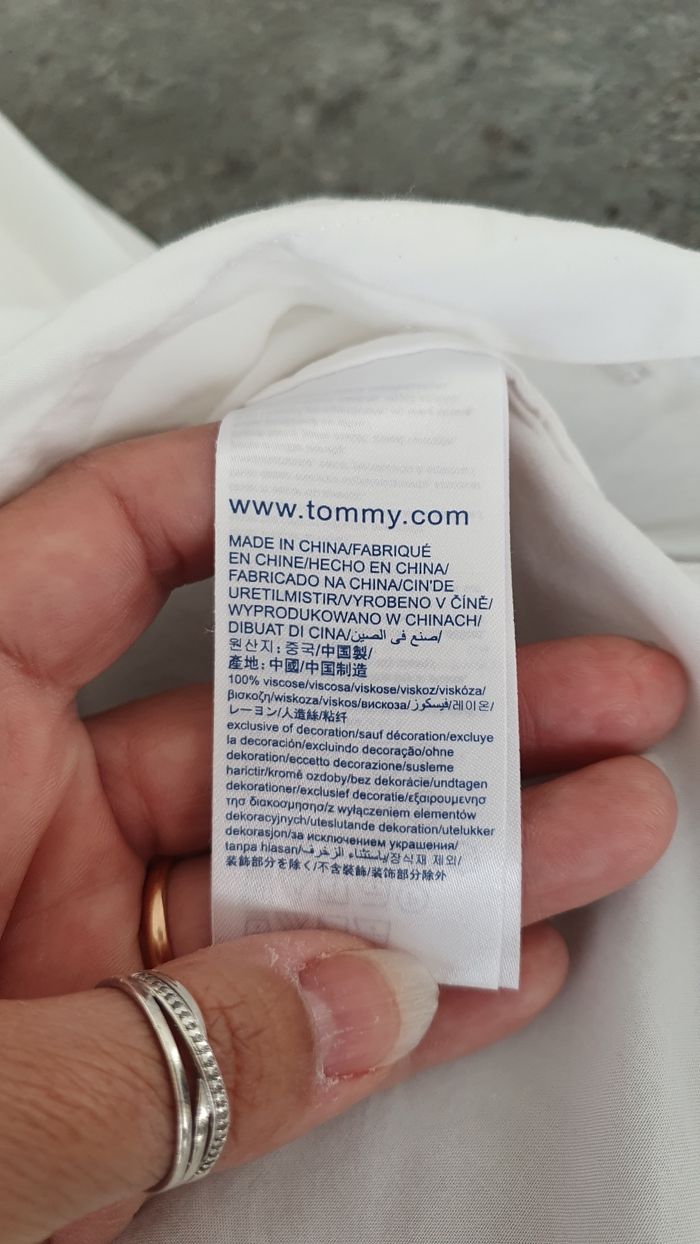 www.tommy.com
MADE IN CHINA/FABRIQUÉ
EN CHINE/HECHO EN CHINA/
FABRICADO NA CHINA/CIN'DE
URETILMISTIR/VYROBENO V ČÍNĚ/
WYPRODUKOWANO W CHINACH/
DIBUAT DI CINA/صنع في الصين/
원산지: 중국/中国製/
產地: 中國/中国制造
100% viscose/viscosa/viskose/viskoz/viskóza/
βισκοζη/wiskoza/viskos/вискоза/فيسكوز/레이온/
レーヨン/人造絲/粘纤
exclusive of decoration/sauf décoration/excluye
la decoración/excluindo decoração/ohne
dekoration/eccetto decorazione/susleme
harictir/kromě ozdoby/bez dekorácie/undtagen
dekorationer/exclusief decoratie/εξαιρουμενησ
τησ διακοσμησησ/z wyłączeniem elementów
dekoracyjnych/uteslutande dekoration/utelukker
dekorasjon/за исключением украшения/
tanpa hiasan/باستثناء الزخرف/장식재 제외/
装飾部分を除く/不含裝飾/装饰部分除外